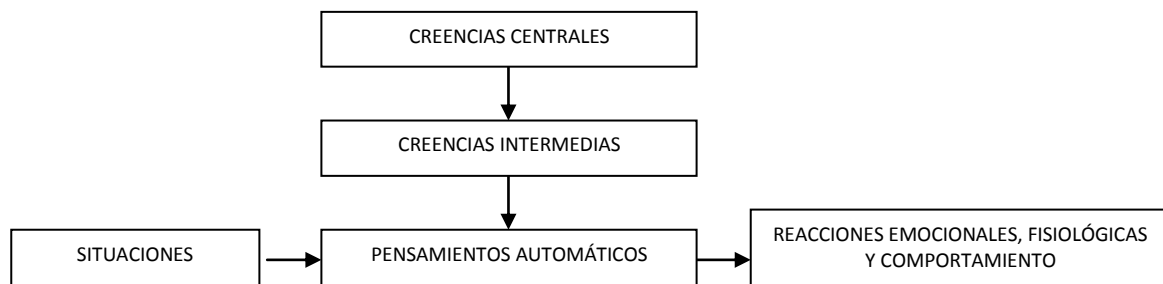 CREENCIAS CENTRALES
CREENCIAS INTERMEDIAS
SITUACIONES
PENSAMIENTOS AUTOMÁTICOS
REACCIONES EMOCIONALES, FISIOLÓGICAS
Y COMPORTAMIENTO